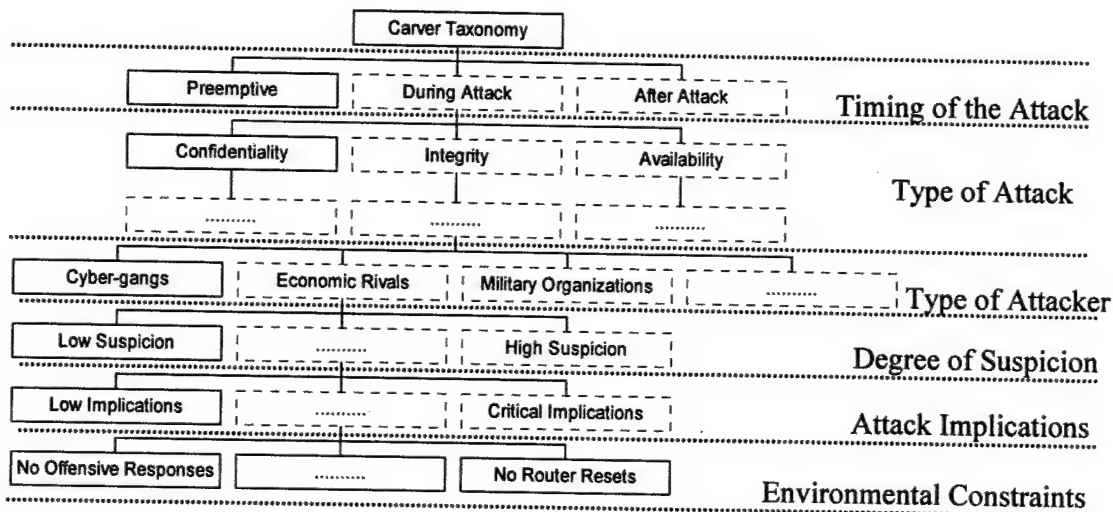 Carver Taxonomy
Preemptive During Attack After Attack
Timing of the Attack
Confidentiality Integrity Availability
Type of Attack
.......... .......... ..........
Cyber-gangs Economic Rivals Military Organizations ..........
Type of Attacker
Low Suspicion .......... High Suspicion
Degree of Suspicion
Low Implications .......... Critical Implications
Attack Implications
No Offensive Responses .......... No Router Resets
Environmental Constraints